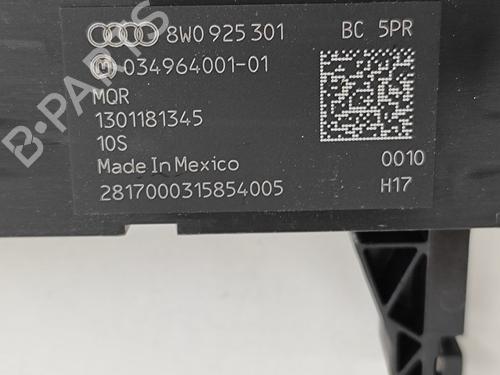 8W0 925 301 BC 5PR
034964001-01
MQR
1301181345
10S
Made In Mexico 0010
2817000315854005 H17
B-PARTS